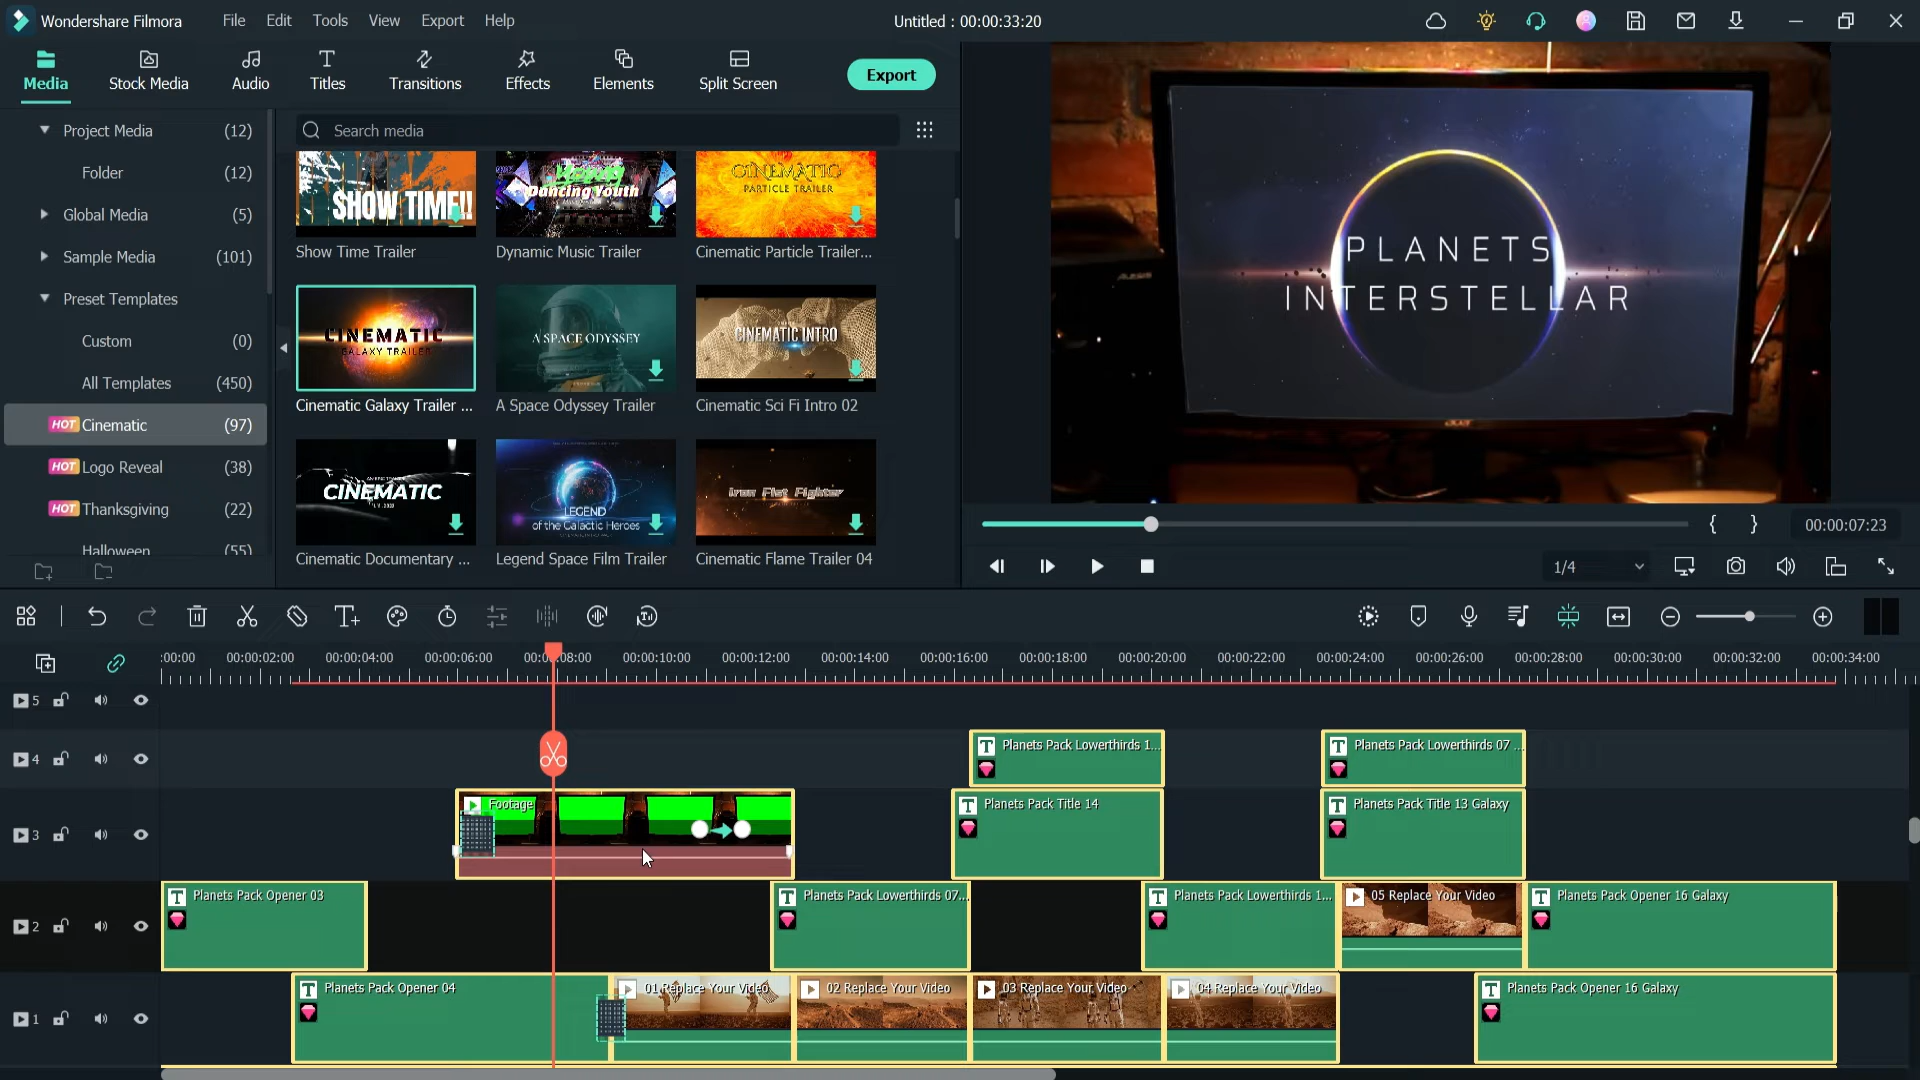 Wondershare Filmora
File
Edit
Tools
View
Export
Help
Untitled : 00:00:33:20
Media
Stock Media
Audio
Titles
Transitions
Effects
Elements
Split Screen
Export
Project Media (12)
Folder (12)
Global Media (5)
Sample Media (101)
Preset Templates
Custom (0)
All Templates (450)
HOT Cinematic (97)
HOT Logo Reveal (38)
HOT Thanksgiving (22)
Halloween (55)
Search media
SHOW TIME!!
Dancing Youth
CINEMATIC
PARTICLE TRAILER
Show Time Trailer
Dynamic Music Trailer
Cinematic Particle Trailer...
CINEMATIC
GALAXY TRAILER
A SPACE ODYSSEY
CINEMATIC INTRO
Cinematic Galaxy Trailer ...
A Space Odyssey Trailer
Cinematic Sci Fi Intro 02
CINEMATIC
LEGEND
of the Galactic Heroes
Iron Fist Fighter
Cinematic Documentary ...
Legend Space Film Trailer
Cinematic Flame Trailer 04
PLANETS
INTERSTELLAR
acer
{ }
00:00:07:23
1/4
:00:00
00:00:02:00
00:00:04:00
00:00:06:00
00:00:08:00
00:00:10:00
00:00:12:00
00:00:14:00
00:00:16:00
00:00:18:00
00:00:20:00
00:00:22:00
00:00:24:00
00:00:26:00
00:00:28:00
00:00:30:00
00:00:32:00
00:00:34:00
5
4
Planets Pack Lowerthirds 1...
Planets Pack Lowerthirds 07 ...
3
Footage
Planets Pack Title 14
Planets Pack Title 13 Galaxy
2
Planets Pack Opener 03
Planets Pack Lowerthirds 07...
Planets Pack Lowerthirds 1...
05 Replace Your Video
Planets Pack Opener 16 Galaxy
1
Planets Pack Opener 04
01 Replace Your Video
02 Replace Your Video
03 Replace Your Video
04 Replace Your Video
Planets Pack Opener 16 Galaxy